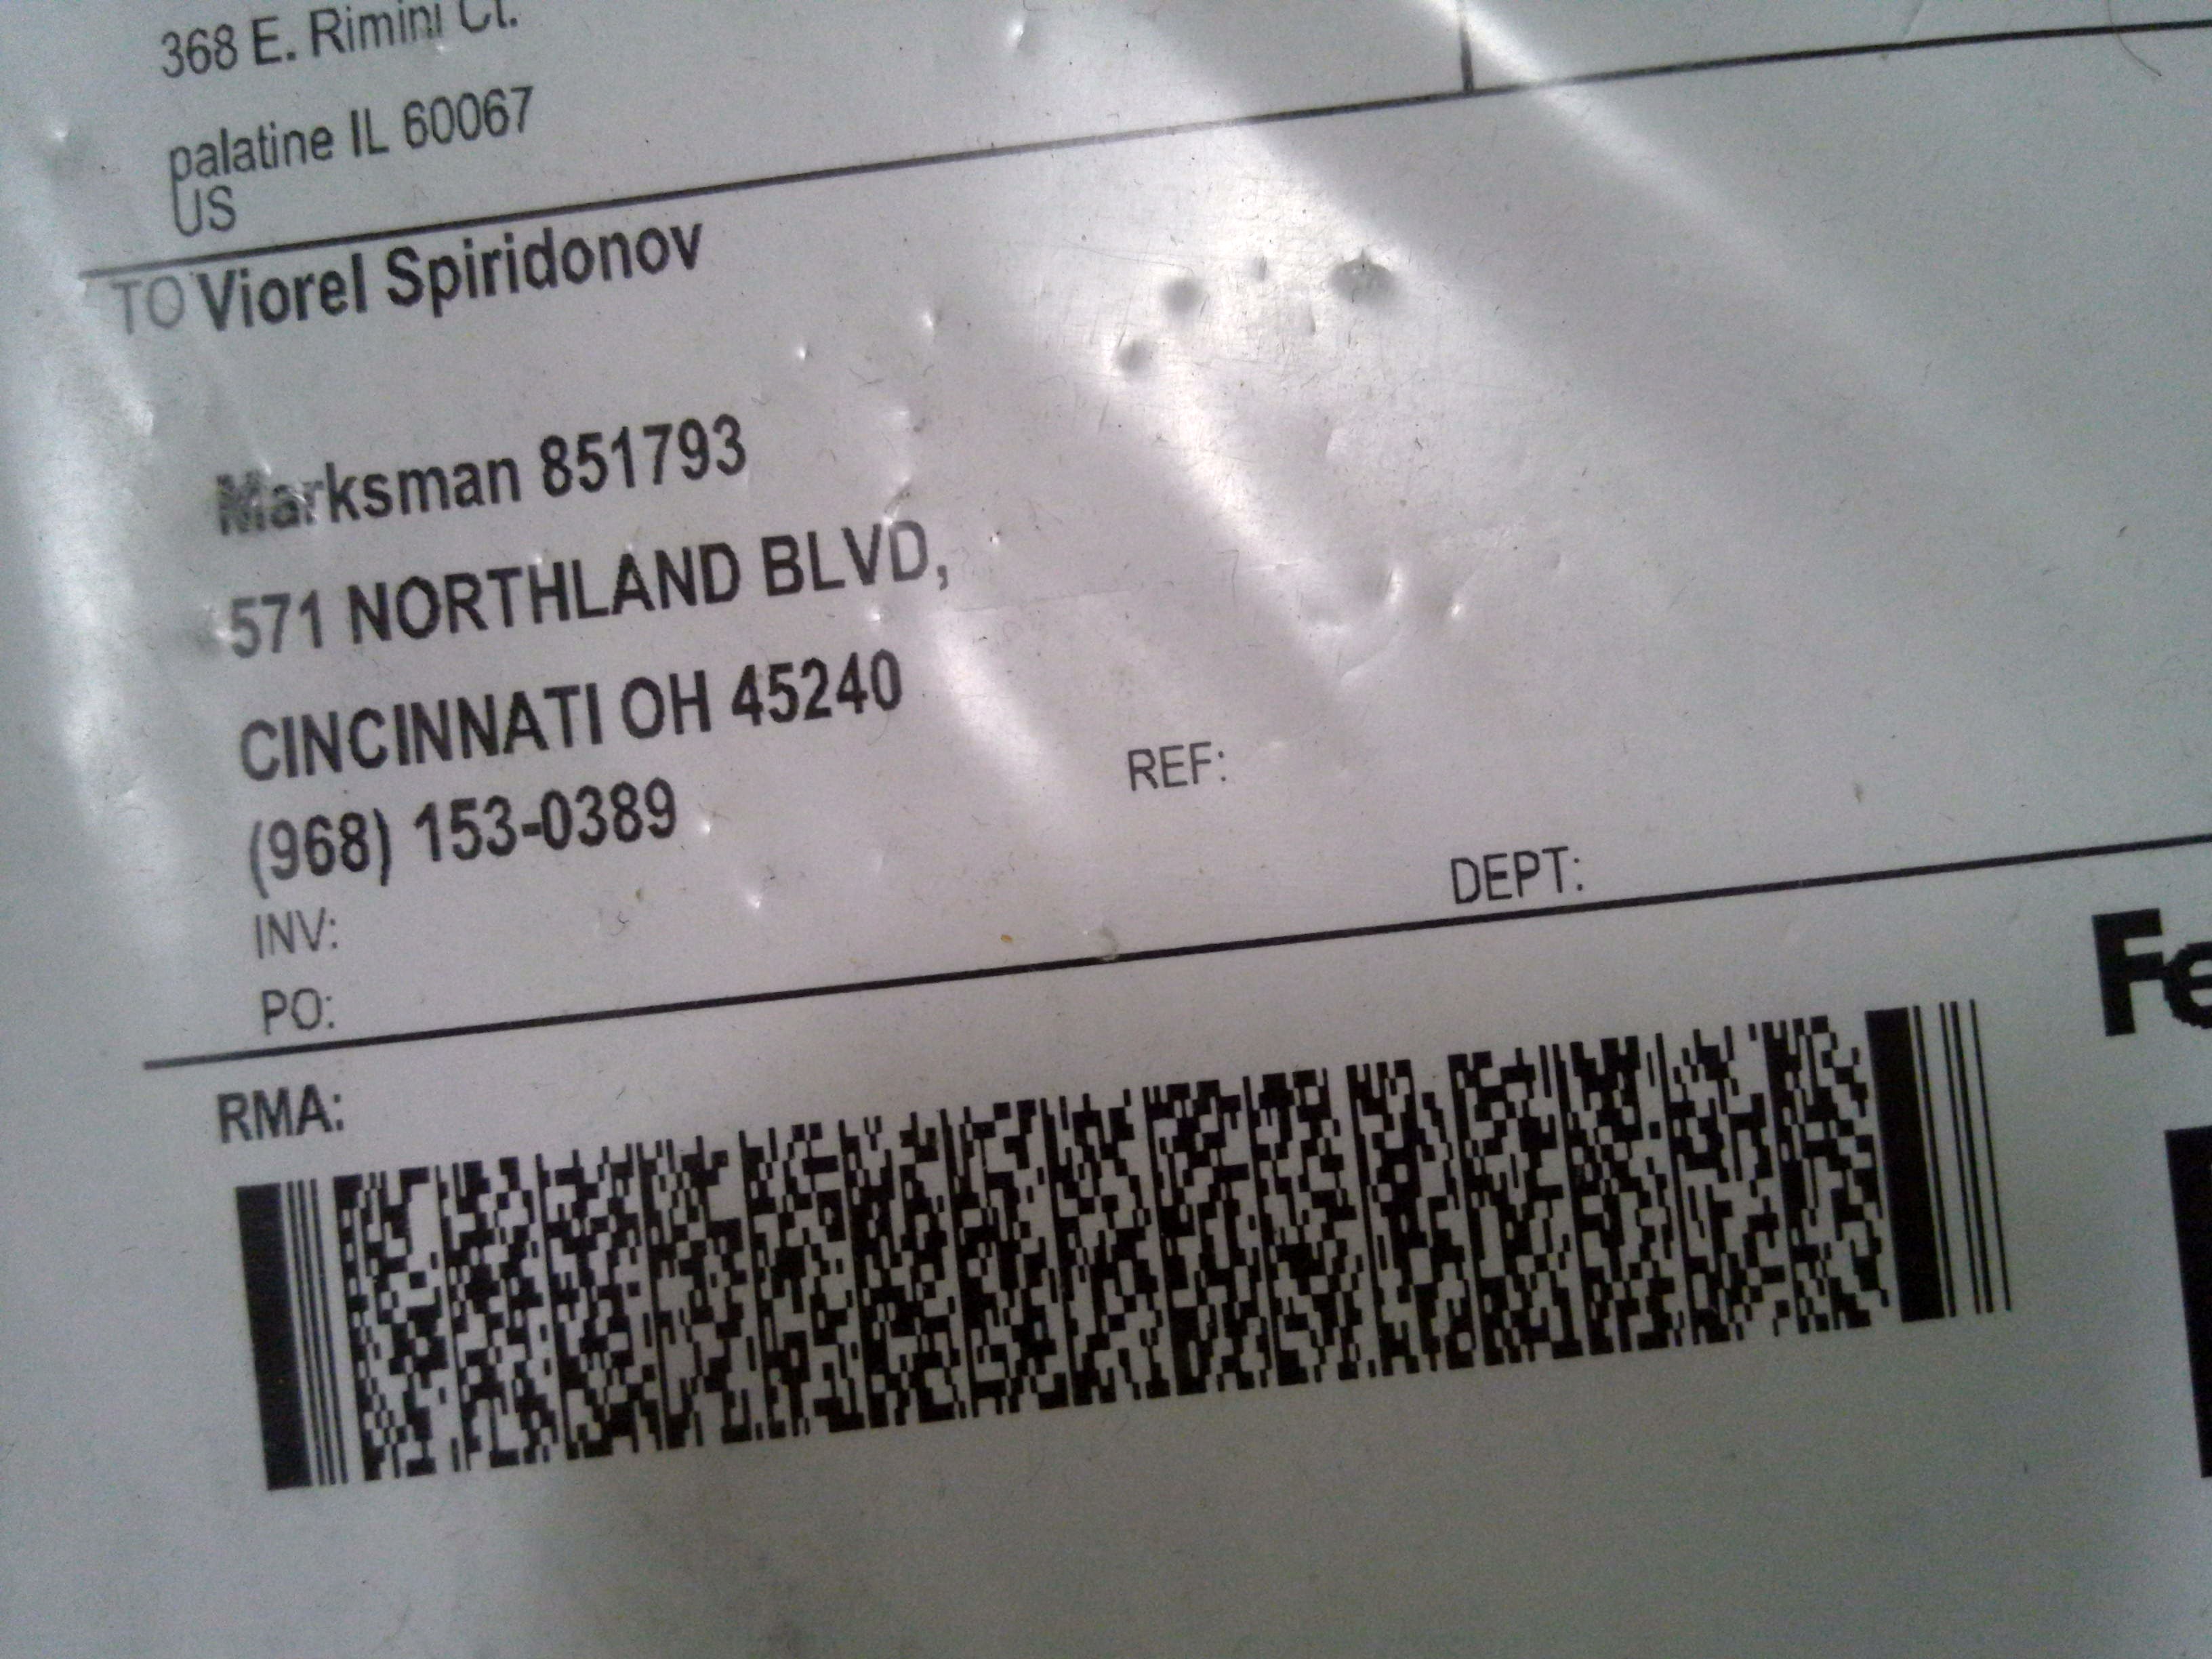 368 E. Rimini Ct.
palatine IL 60067
US
TO Viorel Spiridonov
Marksman 851793
571 NORTHLAND BLVD,
CINCINNATI OH 45240
(968) 153-0389
REF:
INV:
DEPT:
PO:
RMA:
Fe